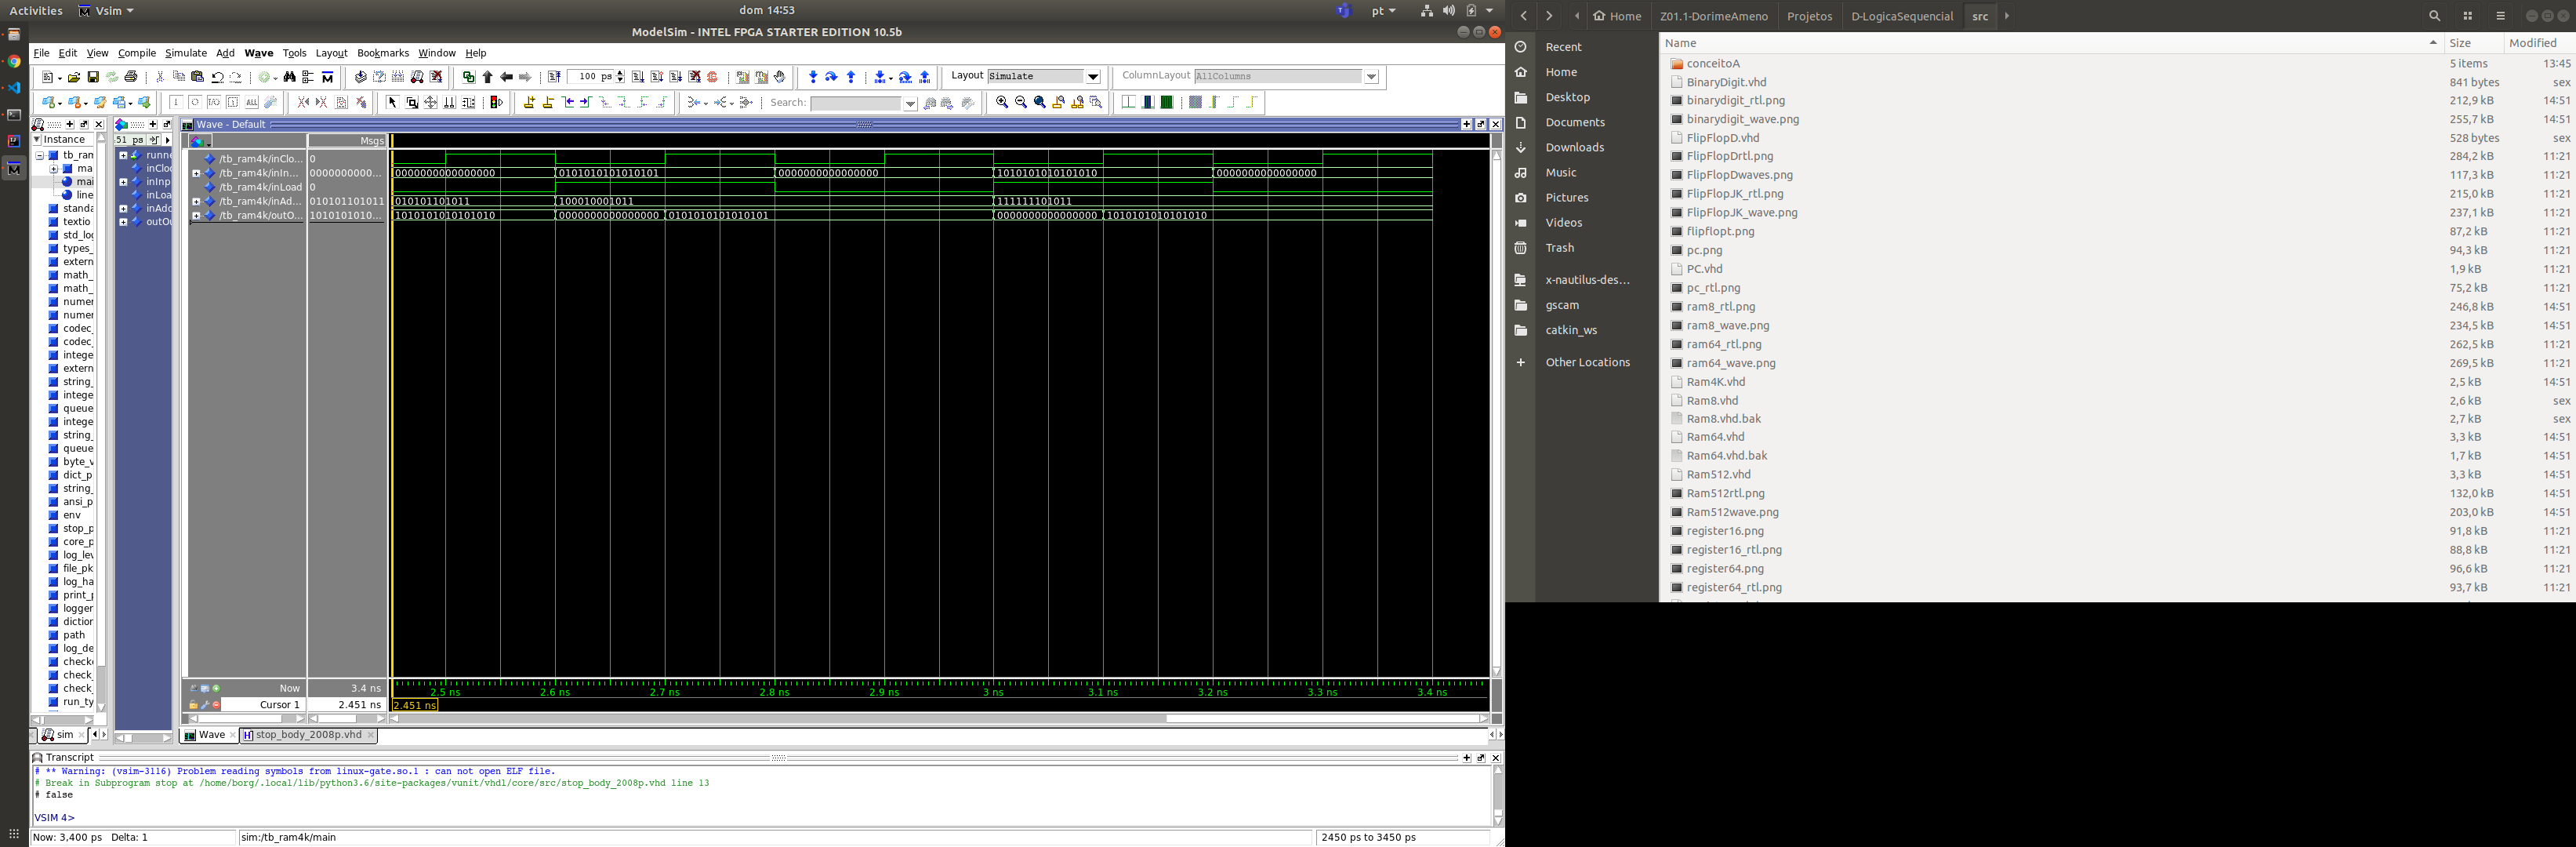 Activities Vsim dom 14:53 pt
ModelSim - INTEL FPGA STARTER EDITION 10.5b
File Edit View Compile Simulate Add Wave Tools Layout Bookmarks Window Help
100 ps Layout Simulate ColumnLayout AllColumns
Search:
Wave - Default
Instance
tb_ram
ma
mai
line
standa
textio
std_log
types_
extern
math_
math_
numer
numer
codec_
codec_
intege
extern
string_
intege
queue
intege
string_
queue
byte_v
dict_p
string_
ansi_p
env
stop_p
core_p
log_lev
file_pk
log_ha
print_p
logger
diction
path
log_de
check
check_
check_
run_ty
51 ps
runne
inCloc
inInp
inLoa
inAdd
outOu
Msgs
/tb_ram4k/inClo... 0
/tb_ram4k/inIn... 0000000000... 0000000000000000 0101010101010101 0000000000000000 1010101010101010 0000000000000000
/tb_ram4k/inLoad 0
/tb_ram4k/inAd... 010101101011 010101101011 100010001011 111111101011
/tb_ram4k/outO... 1010101010... 1010101010101010 0000000000000000 0101010101010101 0000000000000000 1010101010101010
Now 3.4 ns 2.5 ns 2.6 ns 2.7 ns 2.8 ns 2.9 ns 3 ns 3.1 ns 3.2 ns 3.3 ns 3.4 ns
Cursor 1 2.451 ns 2.451 ns
sim Wave stop_body_2008p.vhd
Transcript
# ** Warning: (vsim-3116) Problem reading symbols from linux-gate.so.1 : can not open ELF file.
# Break in Subprogram stop at /home/borg/.local/lib/python3.6/site-packages/vunit/vhdl/core/src/stop_body_2008p.vhd line 13
# false
VSIM 4>
Now: 3,400 ps Delta: 1 sim:/tb_ram4k/main 2450 ps to 3450 ps
Home Z01.1-DorimeAmeno Projetos D-LogicaSequencial src
Recent
Home
Desktop
Documents
Downloads
Music
Pictures
Videos
Trash
x-nautilus-des...
gscam
catkin_ws
Other Locations
Name Size Modified
conceitoA 5 items 13:45
BinaryDigit.vhd 841 bytes sex
binarydigit_rtl.png 212,9 kB 14:51
binarydigit_wave.png 255,7 kB 14:51
FlipFlopD.vhd 528 bytes sex
FlipFlopDrtl.png 284,2 kB 11:21
FlipFlopDwaves.png 117,3 kB 11:21
FlipFlopJK_rtl.png 215,0 kB 11:21
FlipFlopJK_wave.png 237,1 kB 11:21
flipflopt.png 87,2 kB 11:21
pc.png 94,3 kB 11:21
PC.vhd 1,9 kB 11:21
pc_rtl.png 75,2 kB 11:21
ram8_rtl.png 246,8 kB 14:51
ram8_wave.png 234,5 kB 14:51
ram64_rtl.png 262,5 kB 11:21
ram64_wave.png 269,5 kB 11:21
Ram4K.vhd 2,5 kB 14:51
Ram8.vhd 2,6 kB sex
Ram8.vhd.bak 2,7 kB sex
Ram64.vhd 3,3 kB 14:51
Ram64.vhd.bak 1,7 kB 14:51
Ram512.vhd 3,3 kB 14:51
Ram512rtl.png 132,0 kB 14:51
Ram512wave.png 203,0 kB 14:51
register16.png 91,8 kB 11:21
register16_rtl.png 88,8 kB 11:21
register64.png 96,6 kB 11:21
register64_rtl.png 93,7 kB 11:21